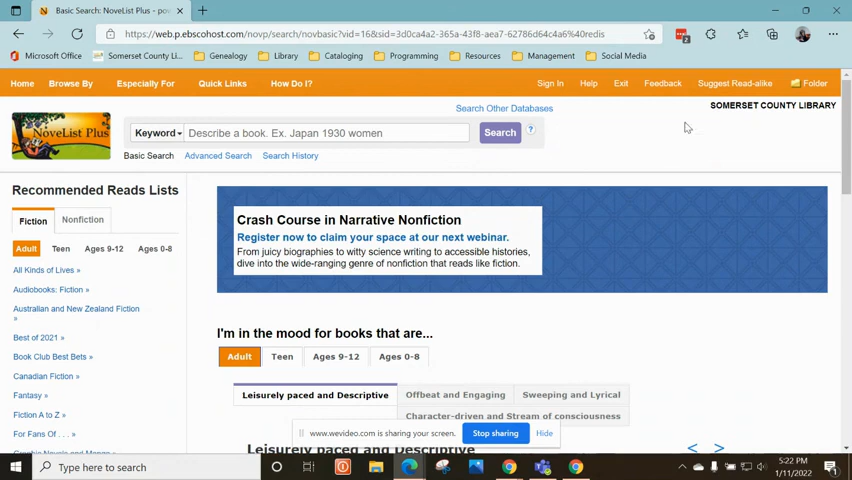 Basic Search: NoveList Plus - pow
https://web.p.ebscohost.com/novp/search/novbasic?vid=16&sid=3d0ca4a2-365a-43f8-aea7-62786d64c4a6%40redis
2
Microsoft Office Somerset County Li... Genealogy Library Cataloging Programming Resources Management Social Media
Home Browse By Especially For Quick Links How Do I? Sign In Help Exit Feedback Suggest Read-alike Folder
SOMERSET COUNTY LIBRARY
Search Other Databases
NoveList Plus
Keyword Describe a book. Ex. Japan 1930 women Search ?
Basic Search Advanced Search Search History
Recommended Reads Lists
Fiction Nonfiction
Adult Teen Ages 9-12 Ages 0-8
All Kinds of Lives »
Audiobooks: Fiction »
Australian and New Zealand Fiction
»
Best of 2021 »
Book Club Best Bets »
Canadian Fiction »
Fantasy »
Fiction A to Z »
For Fans Of . . . »
Crash Course in Narrative Nonfiction
Register now to claim your space at our next webinar.
From juicy biographies to witty science writing to accessible histories,
dive into the wide-ranging genre of nonfiction that reads like fiction.
I'm in the mood for books that are...
Adult Teen Ages 9-12 Ages 0-8
Leisurely paced and Descriptive Offbeat and Engaging Sweeping and Lyrical
Character-driven and Stream of consciousness
www.wevideo.com is sharing your screen. Stop sharing Hide
Leisurely paced and Descriptive < >
Type here to search
5:22 PM
1/11/2022
1